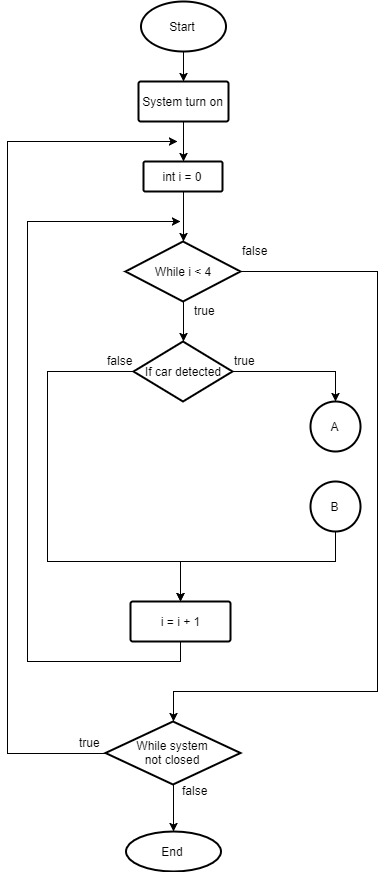 Start
System turn on
int i = 0
false
While i < 4
true
false
If car detected
true
A
B
i = i + 1
true
While system
not closed
false
End